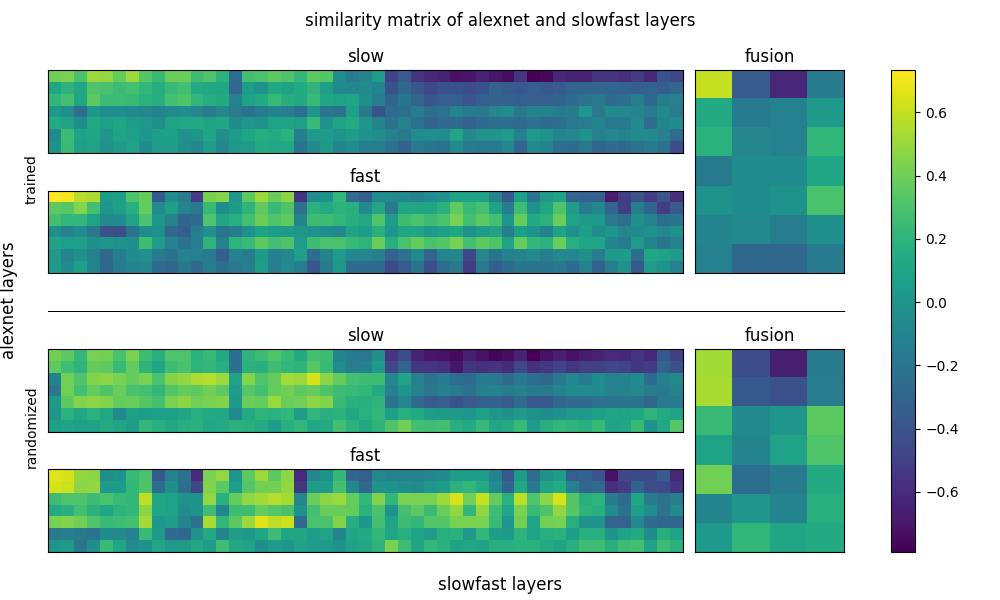 similarity matrix of alexnet and slowfast layers
slow
fusion
fast
trained
alexnet layers
slow
fusion
fast
randomized
slowfast layers
0.6
0.4
0.2
0.0
−0.2
−0.4
−0.6